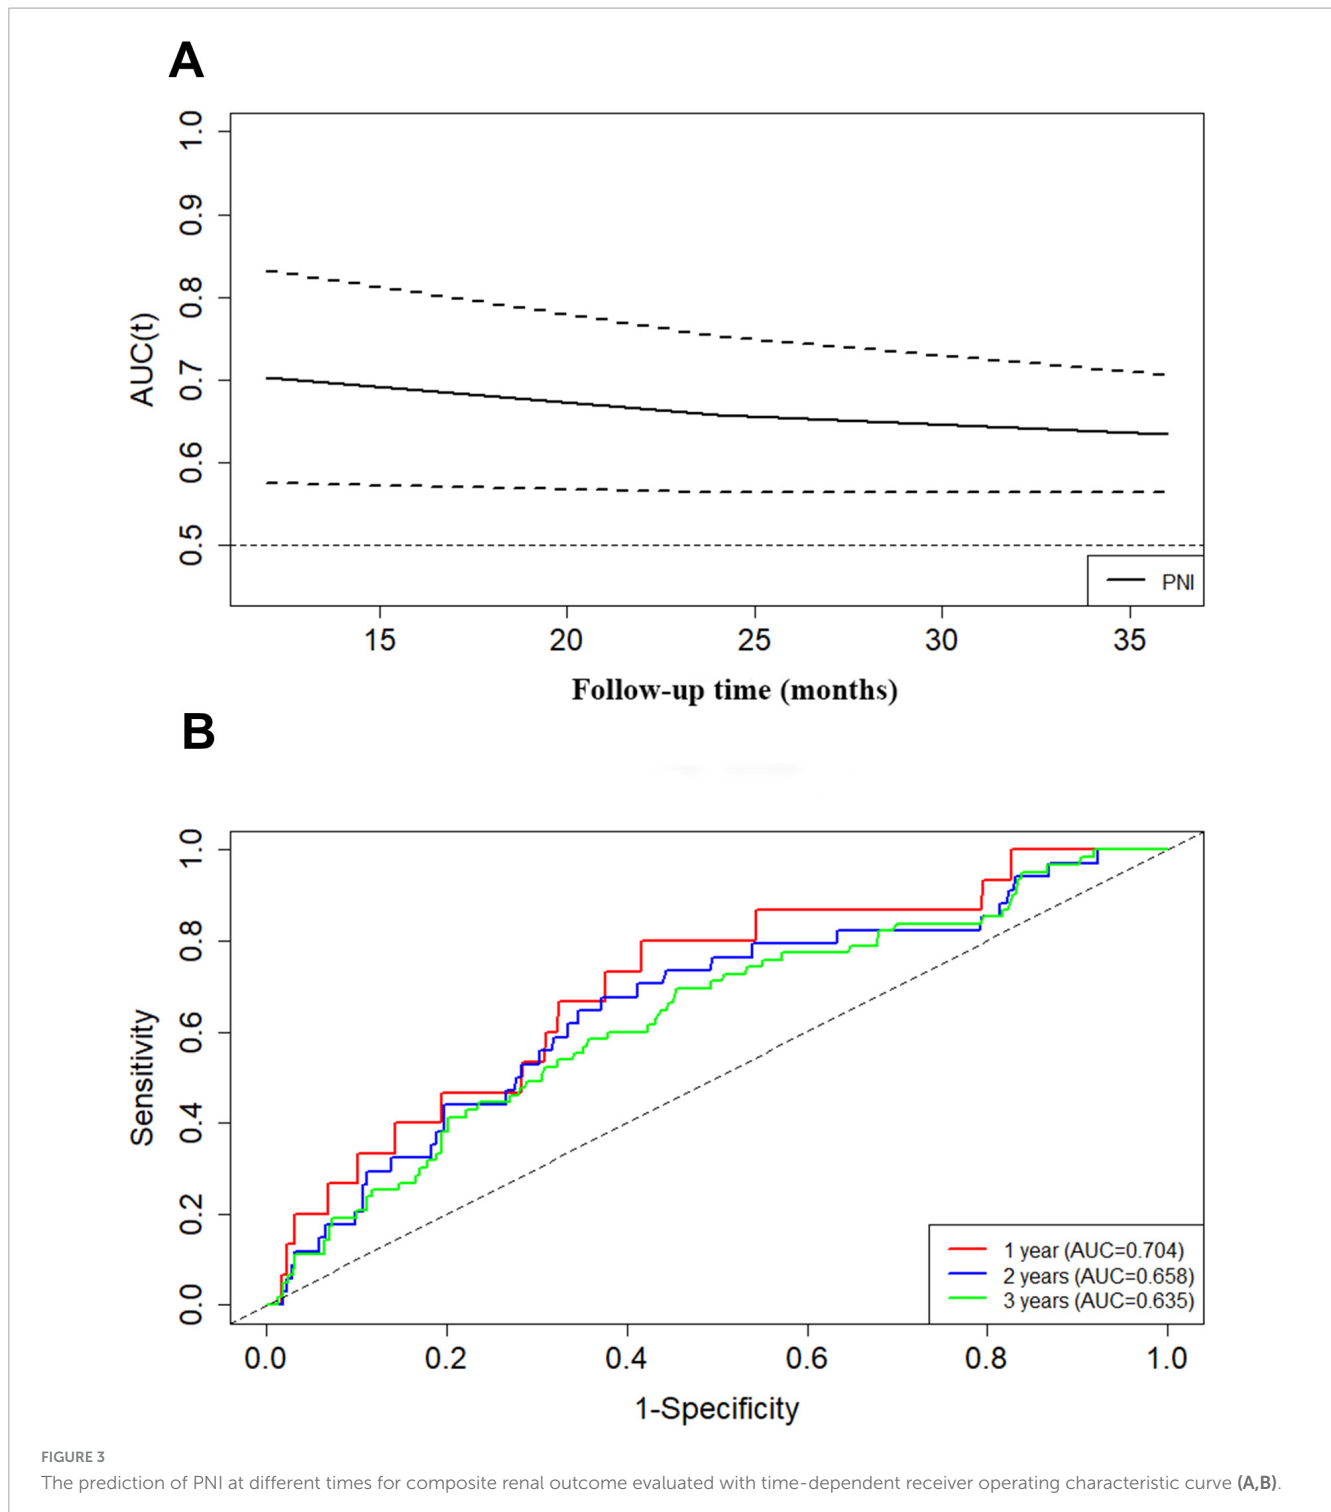 A
1.0
0.9
0.8
0.7
0.6
0.5
AUC(t)
PNI
15 20 25 30 35
Follow-up time (months)
B
1.0
0.8
0.6
0.4
0.2
0.0
Sensitivity
1 year (AUC=0.704)
2 years (AUC=0.658)
3 years (AUC=0.635)
0.0 0.2 0.4 0.6 0.8 1.0
1-Specificity
FIGURE 3
The prediction of PNI at different times for composite renal outcome evaluated with time-dependent receiver operating characteristic curve (A,B).